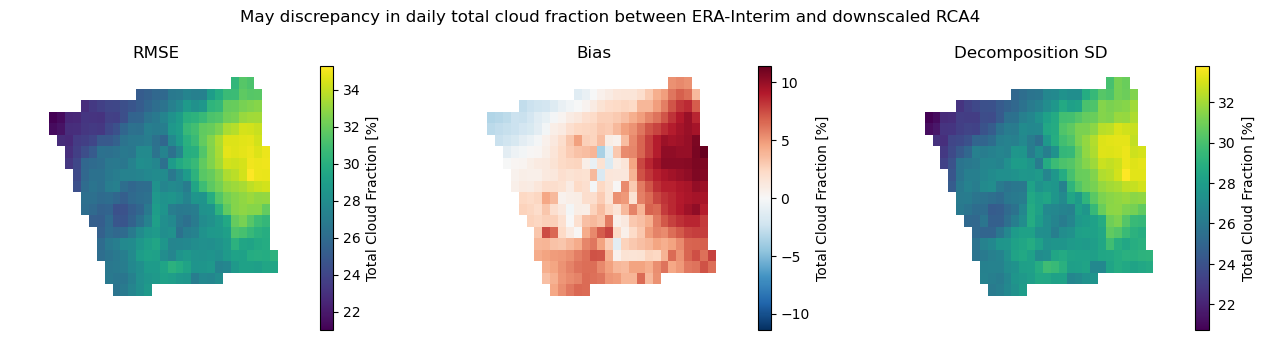 May discrepancy in daily total cloud fraction between ERA-Interim and downscaled RCA4
RMSE
34
32
30
28
26
24
22
Total Cloud Fraction [%]
Bias
10
5
0
−5
−10
Total Cloud Fraction [%]
Decomposition SD
32
30
28
26
24
22
Total Cloud Fraction [%]